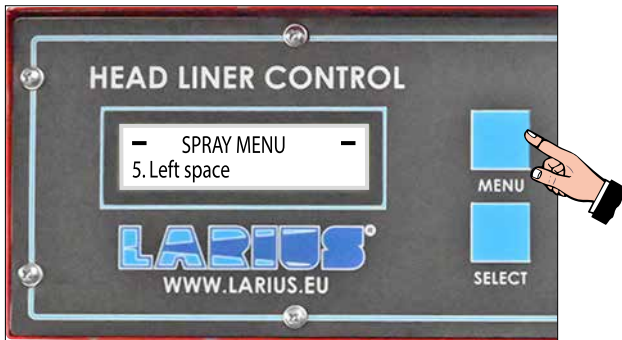 HEAD LINER CONTROL
- SPRAY MENU -
5. Left space
MENU
LARIUS®
WWW.LARIUS.EU
SELECT